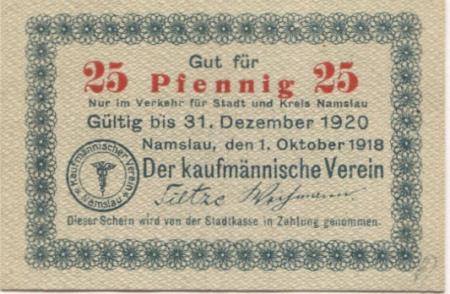 Gut für
25 Pfennig 25
Nur im Verkehr für Stadt und Kreis Namslau
Gültig bis 31. Dezember 1920
Namslau, den 1. Oktober 1918
Kaufmännischer Verein
Namslau
Der kaufmännische Verein
Tietze
Dieser Schein wird von der Stadtkasse in Zahlung genommen.